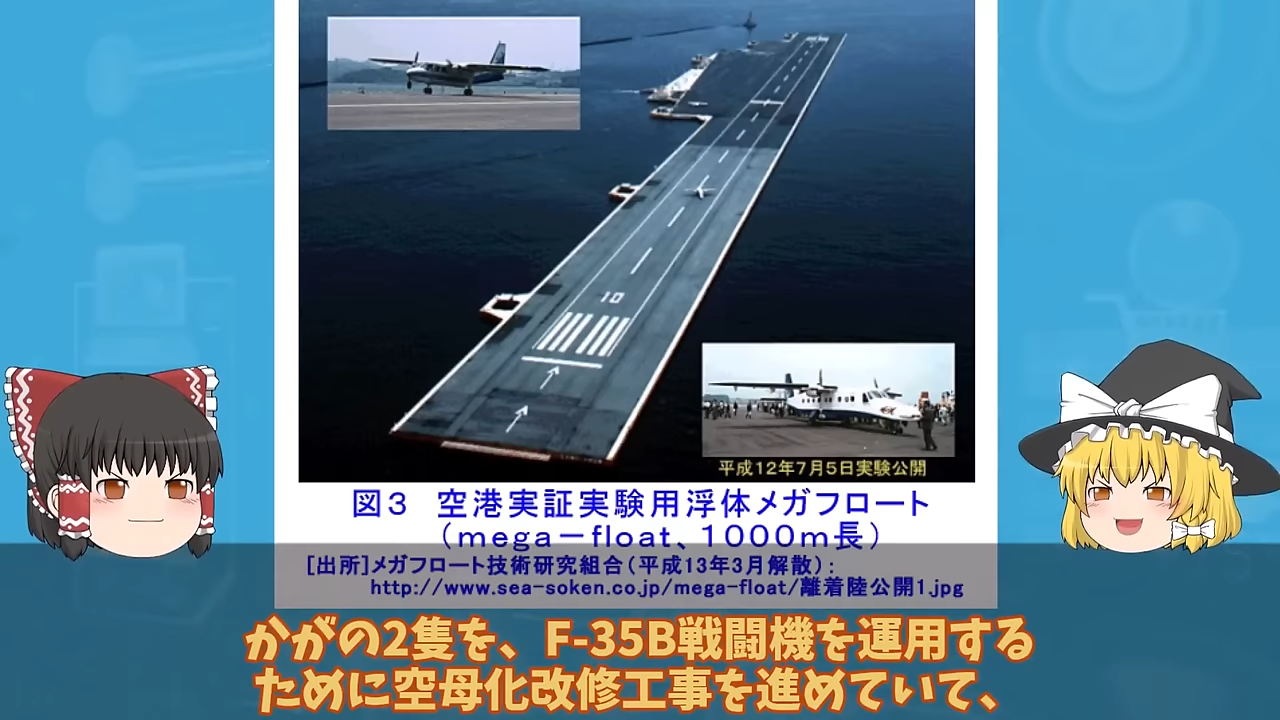 10
平成12年7月5日実験公開
図3 空港実証実験用浮体メガフロート
(mega-float、1000m長)
[出所]メガフロート技術研究組合(平成13年3月解散):
http://www.sea-soken.co.jp/mega-float/離着陸公開1.jpg
かがの2隻を、F-35B戦闘機を運用する
ために空母化改修工事を進めていて、